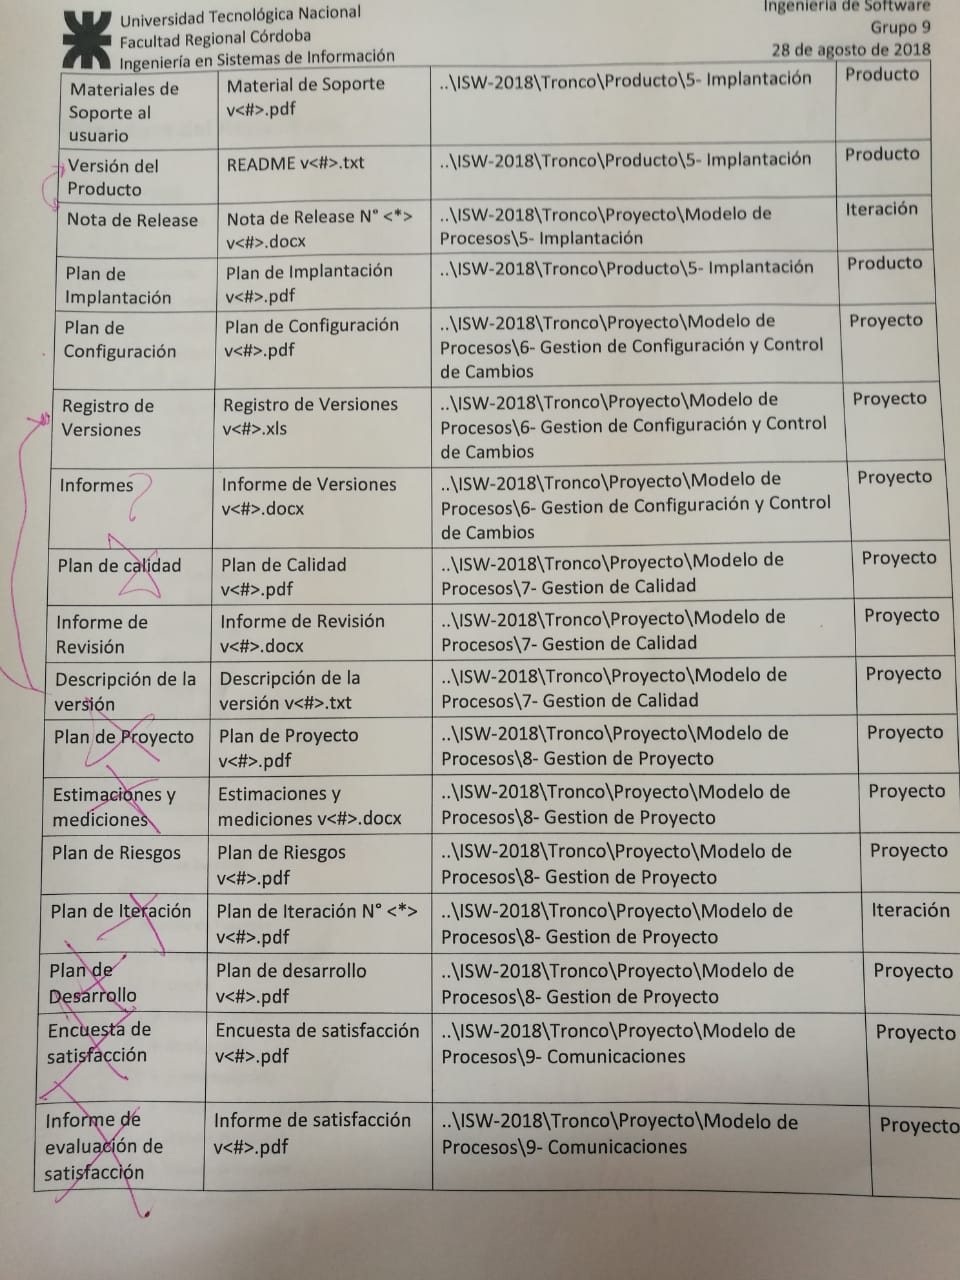 Universidad Tecnológica Nacional
Facultad Regional Córdoba
Ingeniería en Sistemas de Información
Ingeniería de Software
Grupo 9
28 de agosto de 2018
Materiales de
Soporte al
usuario
Material de Soporte
v<#>.pdf
..\ISW-2018\Tronco\Producto\5- Implantación
Producto
Versión del
Producto
README v<#>.txt
..\ISW-2018\Tronco\Producto\5- Implantación
Producto
Nota de Release
Nota de Release N° <*>
v<#>.docx
..\ISW-2018\Tronco\Proyecto\Modelo de
Procesos\5- Implantación
Iteración
Plan de
Implantación
Plan de Implantación
v<#>.pdf
..\ISW-2018\Tronco\Producto\5- Implantación
Producto
Plan de
Configuración
Plan de Configuración
v<#>.pdf
..\ISW-2018\Tronco\Proyecto\Modelo de
Procesos\6- Gestion de Configuración y Control
de Cambios
Proyecto
Registro de
Versiones
Registro de Versiones
v<#>.xls
..\ISW-2018\Tronco\Proyecto\Modelo de
Procesos\6- Gestion de Configuración y Control
de Cambios
Proyecto
Informes ?
Informe de Versiones
v<#>.docx
..\ISW-2018\Tronco\Proyecto\Modelo de
Procesos\6- Gestion de Configuración y Control
de Cambios
Proyecto
Plan de calidad
Plan de Calidad
v<#>.pdf
..\ISW-2018\Tronco\Proyecto\Modelo de
Procesos\7- Gestion de Calidad
Proyecto
Informe de
Revisión
Informe de Revisión
v<#>.docx
..\ISW-2018\Tronco\Proyecto\Modelo de
Procesos\7- Gestion de Calidad
Proyecto
Descripción de la
versión
Descripción de la
versión v<#>.txt
..\ISW-2018\Tronco\Proyecto\Modelo de
Procesos\7- Gestion de Calidad
Proyecto
Plan de Proyecto
Plan de Proyecto
v<#>.pdf
..\ISW-2018\Tronco\Proyecto\Modelo de
Procesos\8- Gestion de Proyecto
Proyecto
Estimaciones y
mediciones
Estimaciones y
mediciones v<#>.docx
..\ISW-2018\Tronco\Proyecto\Modelo de
Procesos\8- Gestion de Proyecto
Proyecto
Plan de Riesgos
Plan de Riesgos
v<#>.pdf
..\ISW-2018\Tronco\Proyecto\Modelo de
Procesos\8- Gestion de Proyecto
Proyecto
Plan de Iteración
Plan de Iteración N° <*>
v<#>.pdf
..\ISW-2018\Tronco\Proyecto\Modelo de
Procesos\8- Gestion de Proyecto
Iteración
Plan de
Desarrollo
Plan de desarrollo
v<#>.pdf
..\ISW-2018\Tronco\Proyecto\Modelo de
Procesos\8- Gestion de Proyecto
Proyecto
Encuesta de
satisfacción
Encuesta de satisfacción
v<#>.pdf
..\ISW-2018\Tronco\Proyecto\Modelo de
Procesos\9- Comunicaciones
Proyecto
Informe de
evaluación de
satisfacción
Informe de satisfacción
v<#>.pdf
..\ISW-2018\Tronco\Proyecto\Modelo de
Procesos\9- Comunicaciones
Proyecto